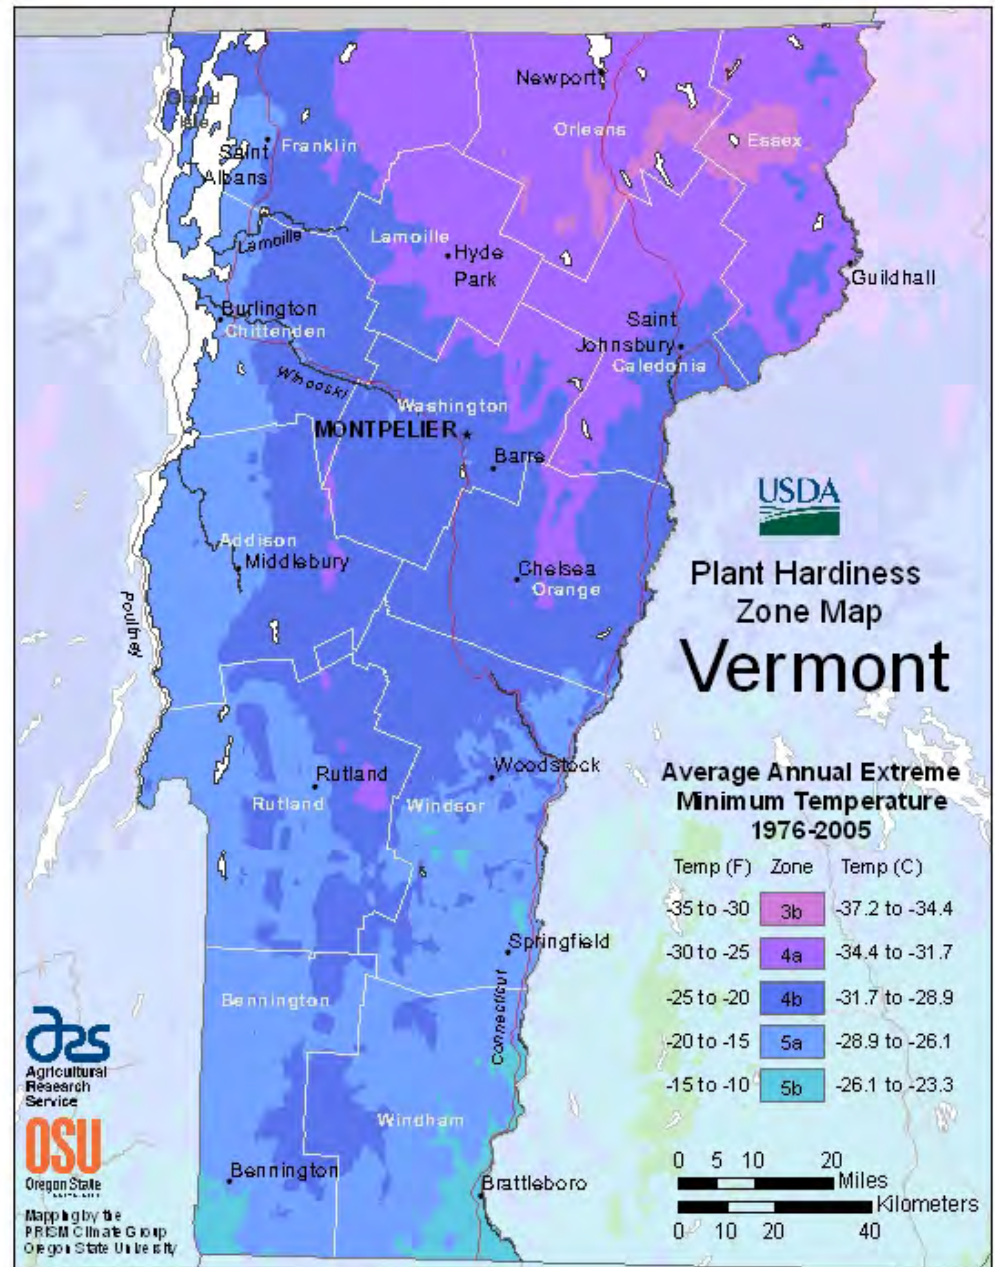 Newport
Orleans
Essex
Grand
Isle
Franklin
Saint
Albans
Lamoille
Lamoille
Hyde
Park
Guildhall
Burlington
Chittenden
Saint
Johnsbury
Caledonia
Winooski
Washington
MONTPELIER
Barre
USDA
Addison
Middlebury
Chelsea
Orange
Plant Hardiness
Zone Map
Vermont
Poultney
Woodstock
Rutland
Rutland
Windsor
Average Annual Extreme
Minimum Temperature
1976-2005
Temp (F) Zone Temp (C)
-35 to -30 3b -37.2 to -34.4
-30 to -25 4a -34.4 to -31.7
-25 to -20 4b -31.7 to -28.9
-20 to -15 5a -28.9 to -26.1
-15 to -10 5b -26.1 to -23.3
Springfield
Connecticut
Bennington
Windham
Bennington
Brattleboro
ars
Agricultural
Research
Service
OSU
Oregon State
Mapping by the
PRISM Climate Group
Oregon State University
0 5 10 20
Miles
Kilometers
0 10 20 40